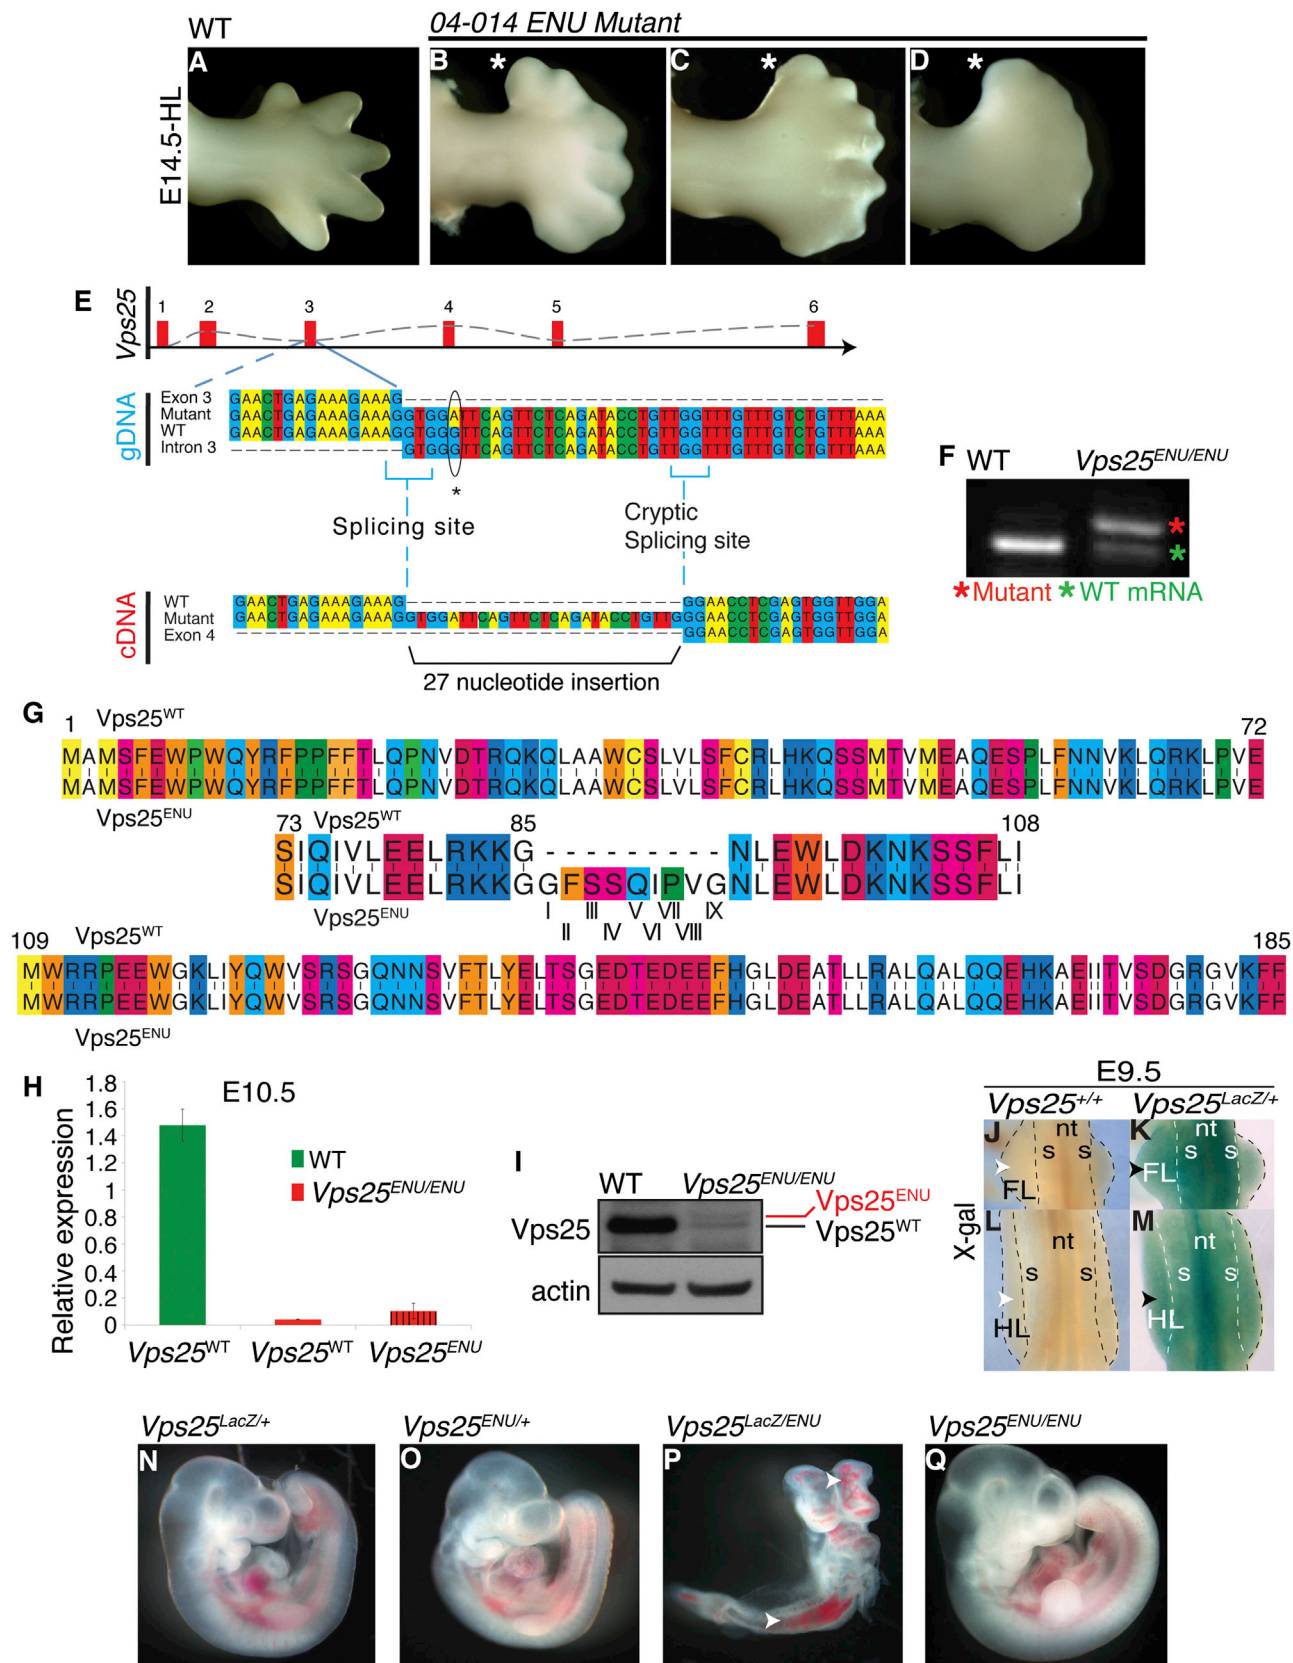 WT
04-014 ENU Mutant
E14.5-HL
A
B
*
C
*
D
*
E
Vps25
1 2 3 4 5 6
gDNA
Exon 3 GAACTGAGAAAGAAAG
Mutant GAACTGAGAAAGAAAGGTGGATTCAGTTCTCAGATACCTGTTGGTTTGTTTGTCTGTTTAAA
WT GAACTGAGAAAGAAAGGTGGGTTCAGTTCTCAGATACCTGTTGGTTTGTTTGTCTGTTTAAA
Intron 3 GTGGGTTCAGTTCTCAGATACCTGTTGGTTTGTTTGTCTGTTTAAA
*
Splicing site
Cryptic
Splicing site
cDNA
WT GAACTGAGAAAGAAAG GGAACCTCGAGTGGTTGGA
Mutant GAACTGAGAAAGAAAGGTGGATTCAGTTCTCAGATACCTGTTGGGAACCTCGAGTGGTTGGA
Exon 4 GGAACCTCGAGTGGTTGGA
27 nucleotide insertion
F
WT Vps25ENU/ENU
*
*
*Mutant *WT mRNA
G
1 Vps25WT 72
MAMSFEWPWQYRFPPFFTLQPNVDTRQKQLAAWCSLVLSFCRLHKQSSMTVMEAQESPLFNNVKLQRKLPVE
MAMSFEWPWQYRFPPFFTLQPNVDTRQKQLAAWCSLVLSFCRLHKQSSMTVMEAQESPLFNNVKLQRKLPVE
Vps25ENU
73 Vps25WT 85 108
SIQIVLEELRKKG---------NLEWLDKNKSSFLI
SIQIVLEELRKKGGFSSQIPVGNLEWLDKNKSSFLI
Vps25ENU
I II III IV V VI VII VIII IX
109 Vps25WT 185
MWRRPEEWGKLIYQWVSRSGQNNSVFTLYELTSGEDTEDEEFHGLDEATLLRALQALQQEHKAEIITVSDGRGVKFF
MWRRPEEWGKLIYQWVSRSGQNNSVFTLYELTSGEDTEDEEFHGLDEATLLRALQALQQEHKAEIITVSDGRGVKFF
Vps25ENU
H
E10.5
Relative expression
1.8
1.6
1.4
1.2
1
0.8
0.6
0.4
0.2
0
WT
Vps25ENU/ENU
Vps25WT Vps25WT Vps25ENU
I
WT Vps25ENU/ENU
Vps25
Vps25ENU
Vps25WT
actin
E9.5
Vps25+/+ Vps25LacZ/+
X-gal
J nt s s FL
K nt s s FL
L nt s s HL
M nt s s HL
Vps25LacZ/+
Vps25ENU/+
Vps25LacZ/ENU
Vps25ENU/ENU
N
O
P
Q